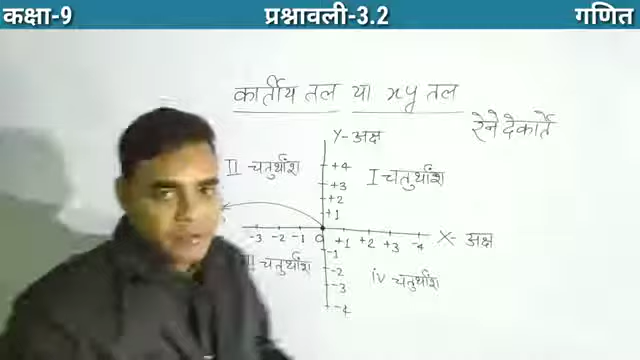 कक्षा-9 प्रश्नावली-3.2 गणित
कार्तीय तल या xy तल
रेने देकार्ते
Y-अक्ष
II चतुर्थांश +4 I चतुर्थांश
+3
+2
+1
-3 -2 -1 0 +1 +2 +3 -4 X-अक्ष
-1
चतुर्थांश -2 iv चतुर्थांश
-3
-4